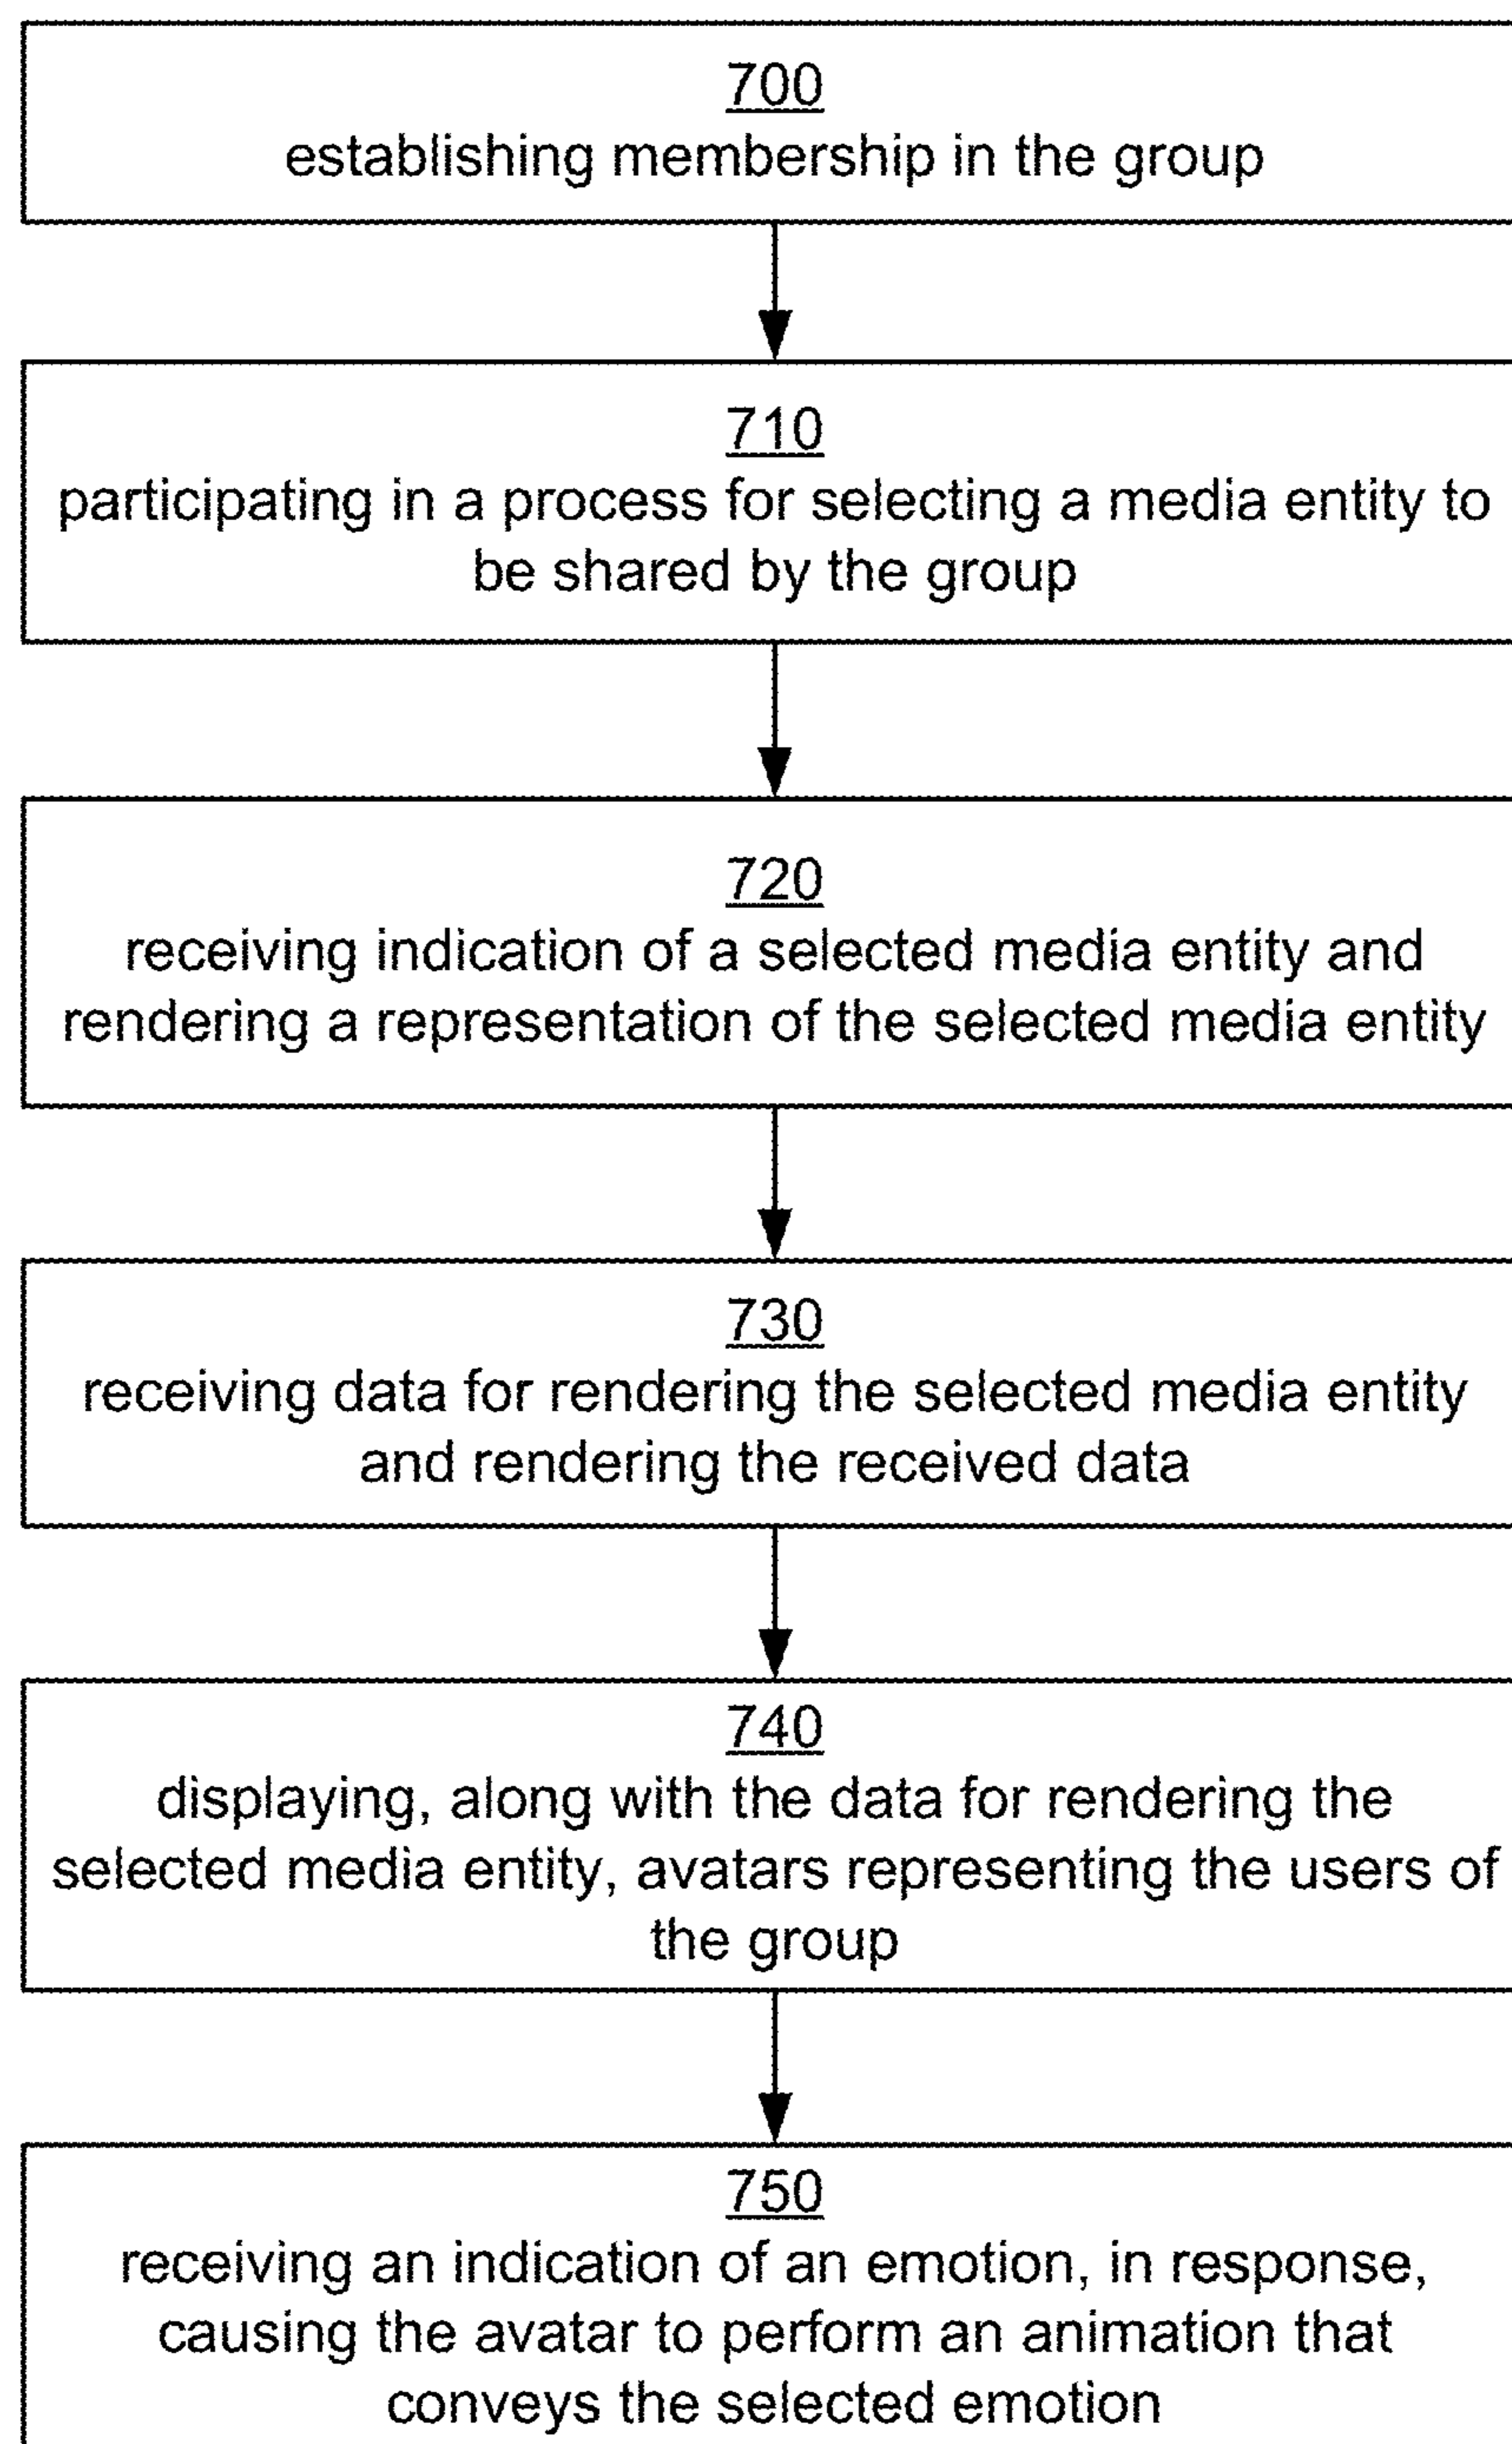 700
establishing membership in the group
710
participating in a process for selecting a media entity to
be shared by the group
720
receiving indication of a selected media entity and
rendering a representation of the selected media entity
730
receiving data for rendering the selected media entity
and rendering the received data
740
displaying, along with the data for rendering the
selected media entity, avatars representing the users of
the group
750
receiving an indication of an emotion, in response,
causing the avatar to perform an animation that
conveys the selected emotion